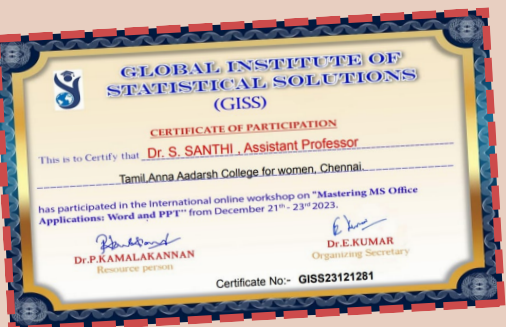 GLOBAL INSTITUTE OF
STATISTICAL SOLUTIONS
(GISS)
CERTIFICATE OF PARTICIPATION
This is to Certify that Dr. S. SANTHI , Assistant Professor
Tamil,Anna Aadarsh College for women, Chennai.
has participated in the International online workshop on "Mastering MS Office
Applications: Word and PPT" from December 21th - 23rd 2023.
Dr.P.KAMALAKANNAN
Resource person
Dr.E.KUMAR
Organizing Secretary
Certificate No:- GISS23121281